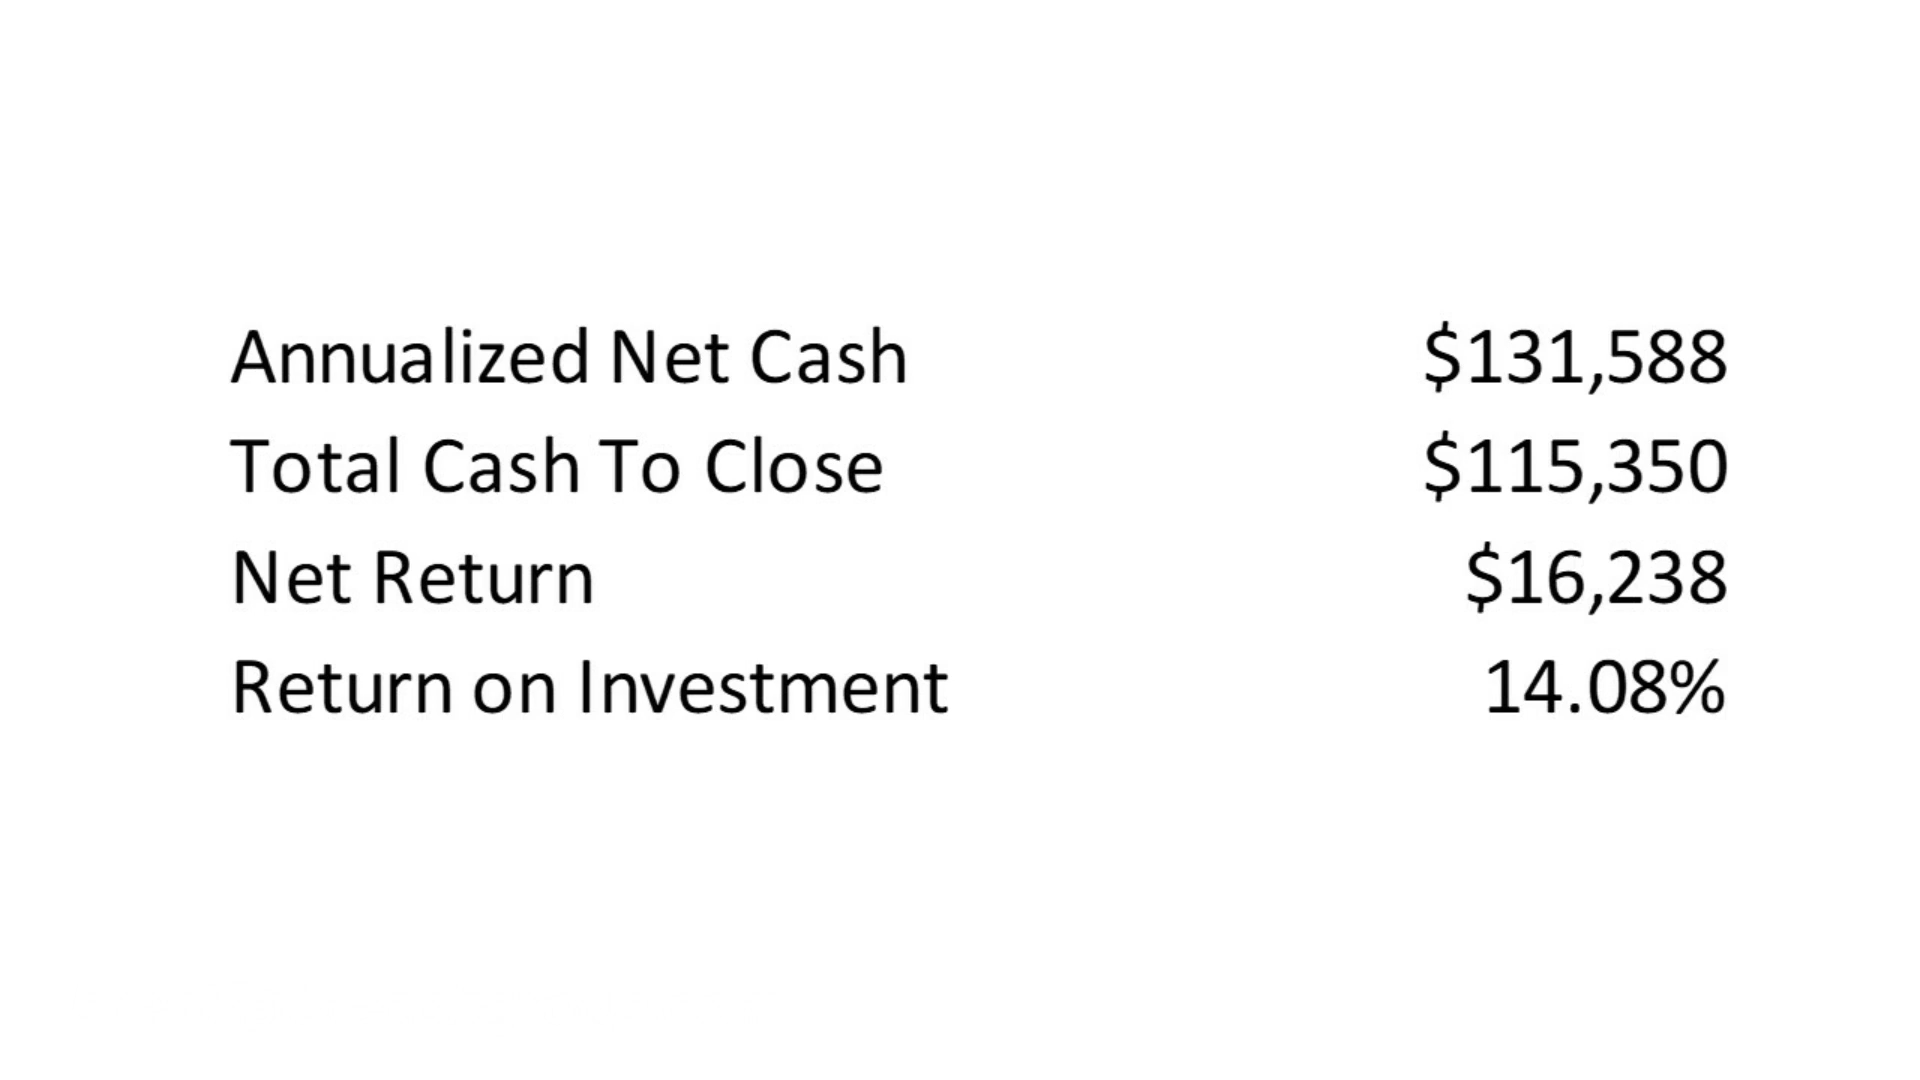 Annualized Net Cash $131,588
Total Cash To Close $115,350
Net Return $16,238
Return on Investment 14.08%